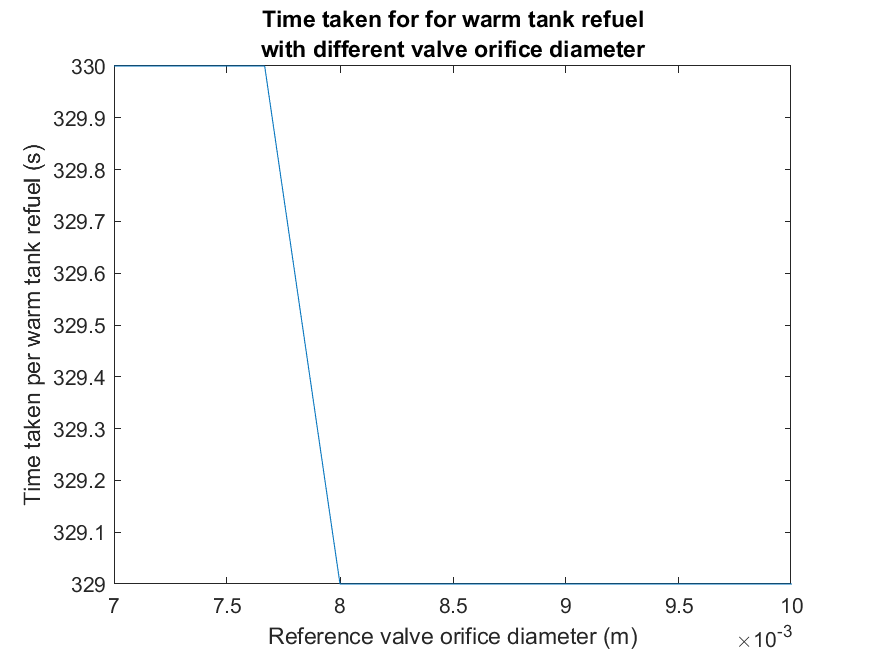 Time taken for for warm tank refuel
with different valve orifice diameter
330
329.9
329.8
329.7
329.6
329.5
329.4
329.3
329.2
329.1
329
Time taken per warm tank refuel (s)
7 7.5 8 8.5 9 9.5 10
Reference valve orifice diameter (m)
×10⁻³